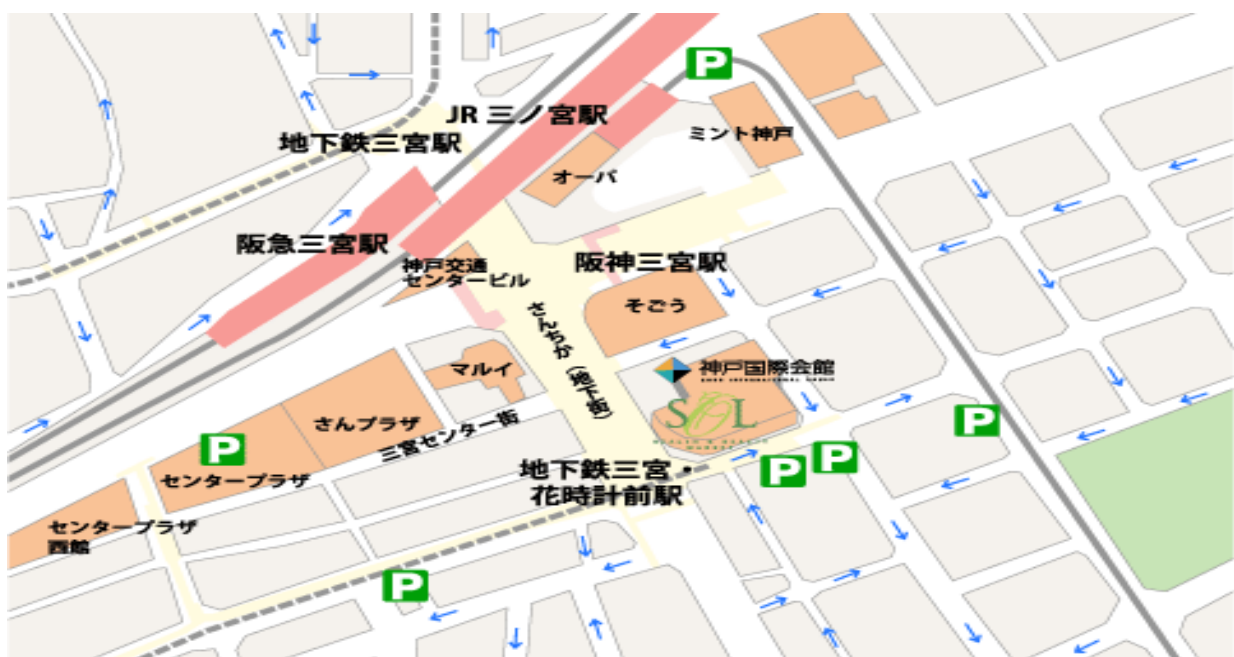 P
JR 三ノ宮駅
地下鉄三宮駅
ミント神戸
オーパ
阪急三宮駅
神戸交通
センタービル
阪神三宮駅
そごう
さんちか（地下街）
マルイ
神戸国際会館
KOBE INTERNATIONAL HOUSE
SOL
さんプラザ
三宮センター街
P
P
P
P
センタープラザ
地下鉄三宮・
花時計前駅
センタープラザ
西館
P